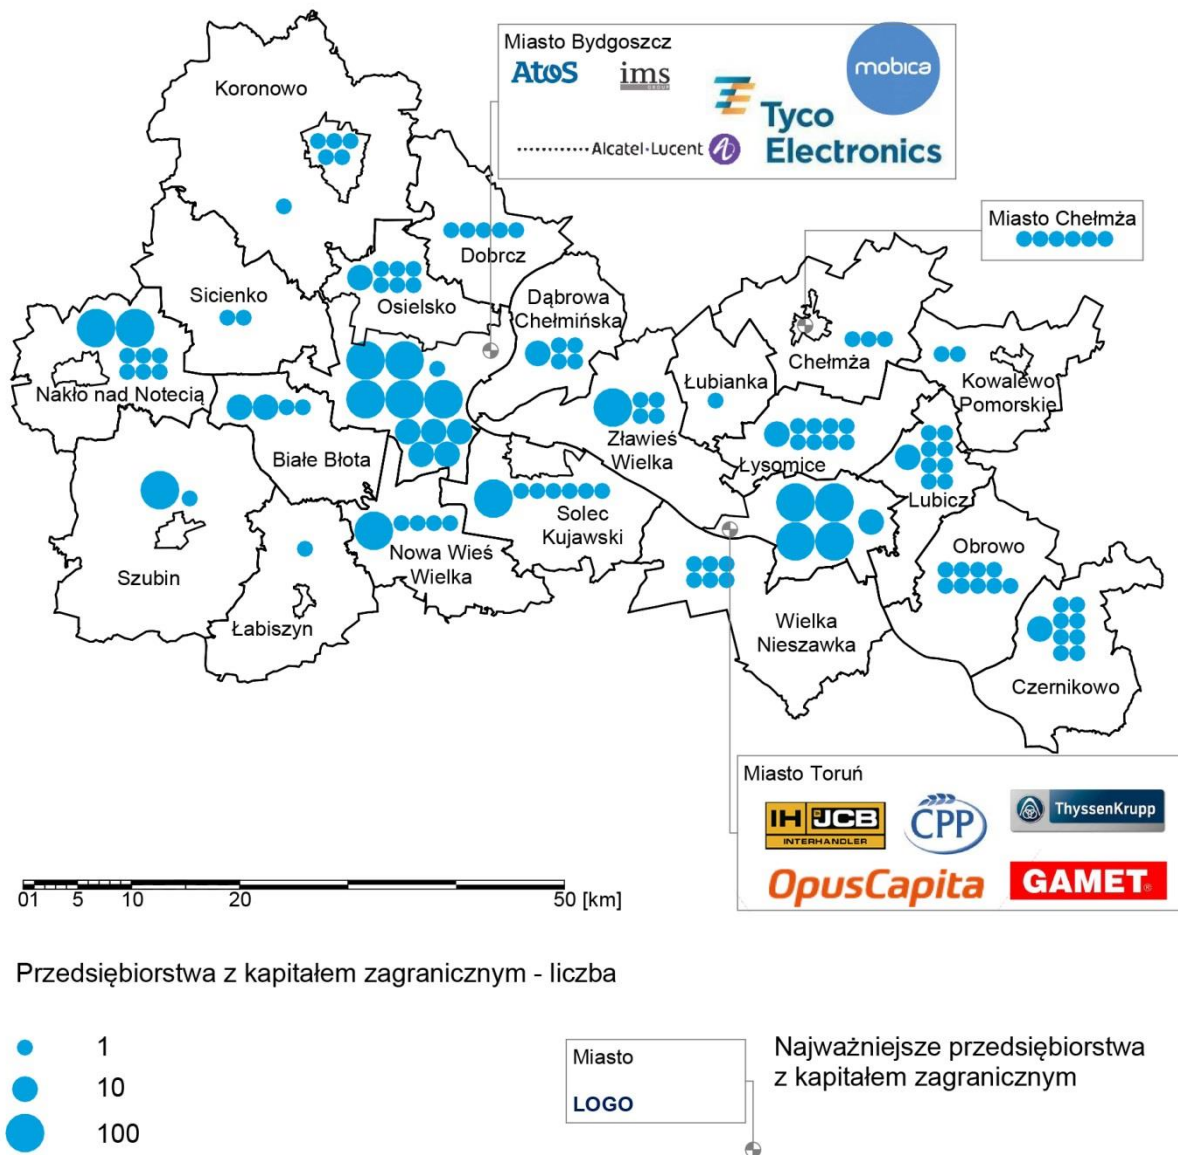 Miasto Bydgoszcz
Atos
ims
GROUP
mobica
Tyco
Electronics
Alcatel·Lucent
Koronowo
Miasto Chełmża
Dobrcz
Sicienko
Osielsko
Dąbrowa
Chełmińska
Chełmża
Łubianka
Kowalewo
Pomorskie
Nakło nad Notecią
Zławieś
Wielka
Białe Błota
Łysomice
Lubicz
Solec
Kujawski
Nowa Wieś
Wielka
Obrowo
Szubin
Łabiszyn
Wielka
Nieszawka
Czernikowo
Miasto Toruń
IH JCB
INTERHANDLER
CPP
ThyssenKrupp
OpusCapita
GAMET®
01 5 10 20 50 [km]
Przedsiębiorstwa z kapitałem zagranicznym - liczba
1
10
100
Miasto
LOGO
Najważniejsze przedsiębiorstwa
z kapitałem zagranicznym